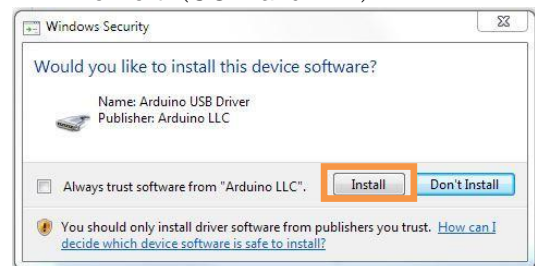 Windows Security
Would you like to install this device software?
Name: Arduino USB Driver
Publisher: Arduino LLC
Always trust software from "Arduino LLC".
Install
Don't Install
You should only install driver software from publishers you trust. How can I
decide which device software is safe to install?